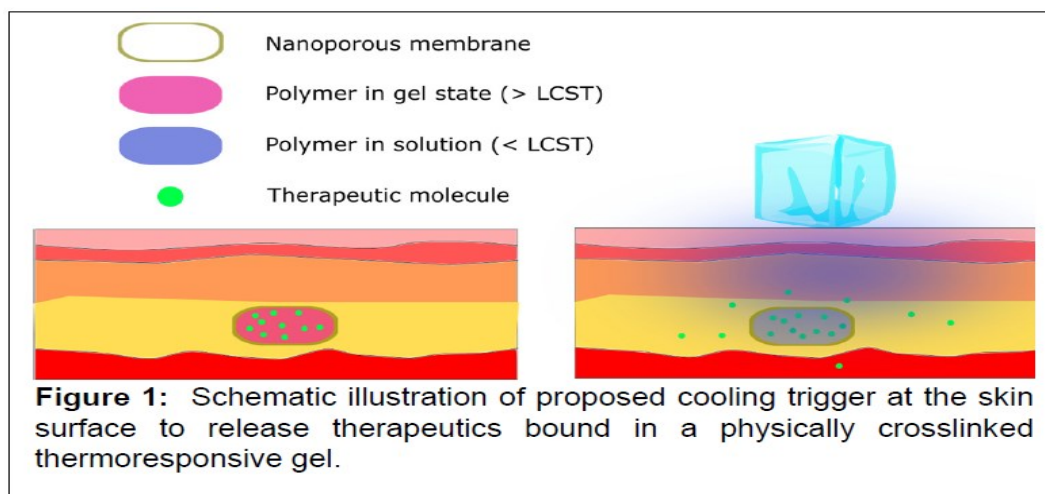 Nanoporous membrane
Polymer in gel state (> LCST)
Polymer in solution (< LCST)
Therapeutic molecule
Figure 1: Schematic illustration of proposed cooling trigger at the skin
surface to release therapeutics bound in a physically crosslinked
thermoresponsive gel.